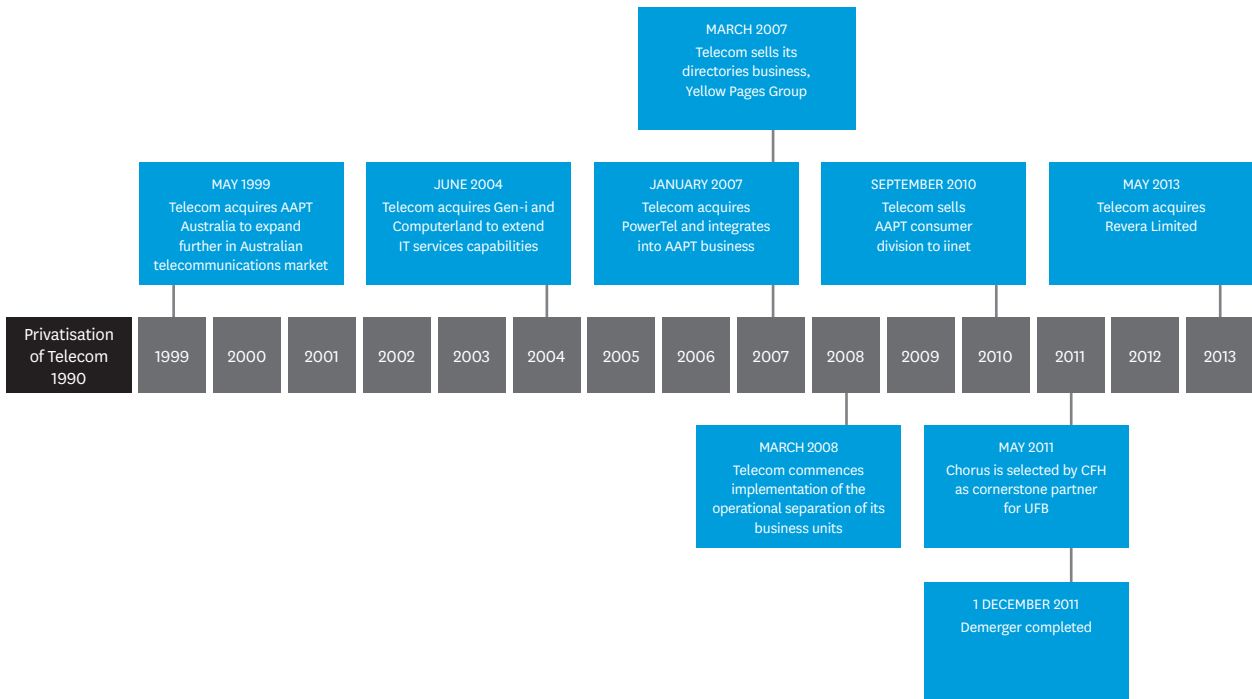 MARCH 2007
Telecom sells its
directories business,
Yellow Pages Group
MAY 1999
Telecom acquires AAPT
Australia to expand
further in Australian
telecommunications market
JUNE 2004
Telecom acquires Gen-i and
Computerland to extend
IT services capabilities
JANUARY 2007
Telecom acquires
PowerTel and integrates
into AAPT business
SEPTEMBER 2010
Telecom sells
AAPT consumer
division to iinet
MAY 2013
Telecom acquires
Revera Limited
Privatisation
of Telecom
1990
1999
2000
2001
2002
2003
2004
2005
2006
2007
2008
2009
2010
2011
2012
2013
MARCH 2008
Telecom commences
implementation of the
operational separation of its
business units
MAY 2011
Chorus is selected by CFH
as cornerstone partner
for UFB
1 DECEMBER 2011
Demerger completed